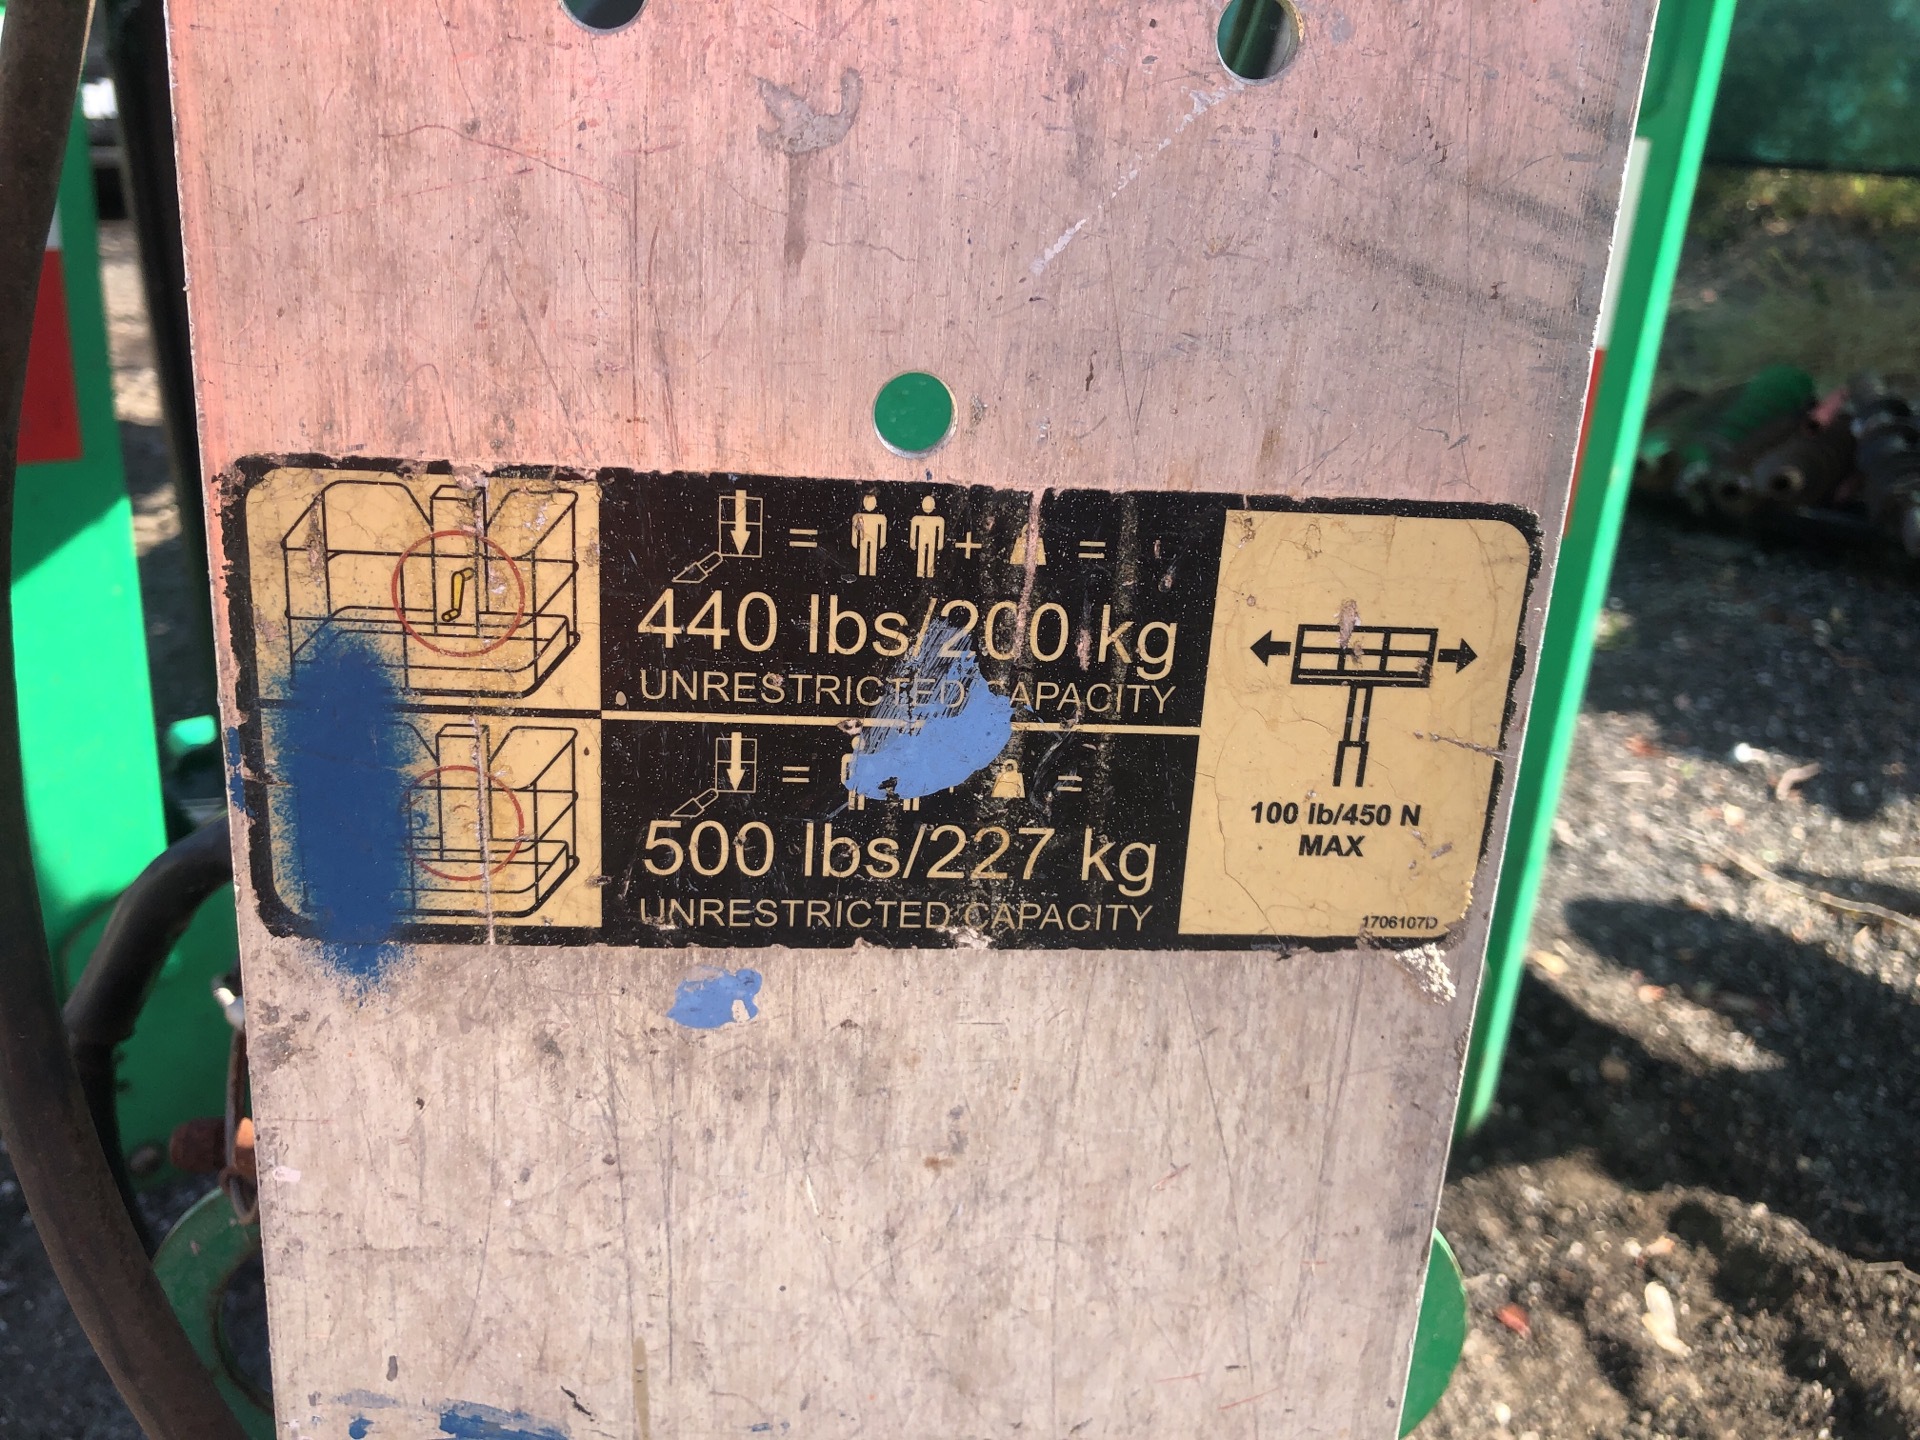 = + =
440 lbs/200 kg
UNRESTRICTED CAPACITY
= =
500 lbs/227 kg
UNRESTRICTED CAPACITY
100 lb/450 N
MAX
1706107D